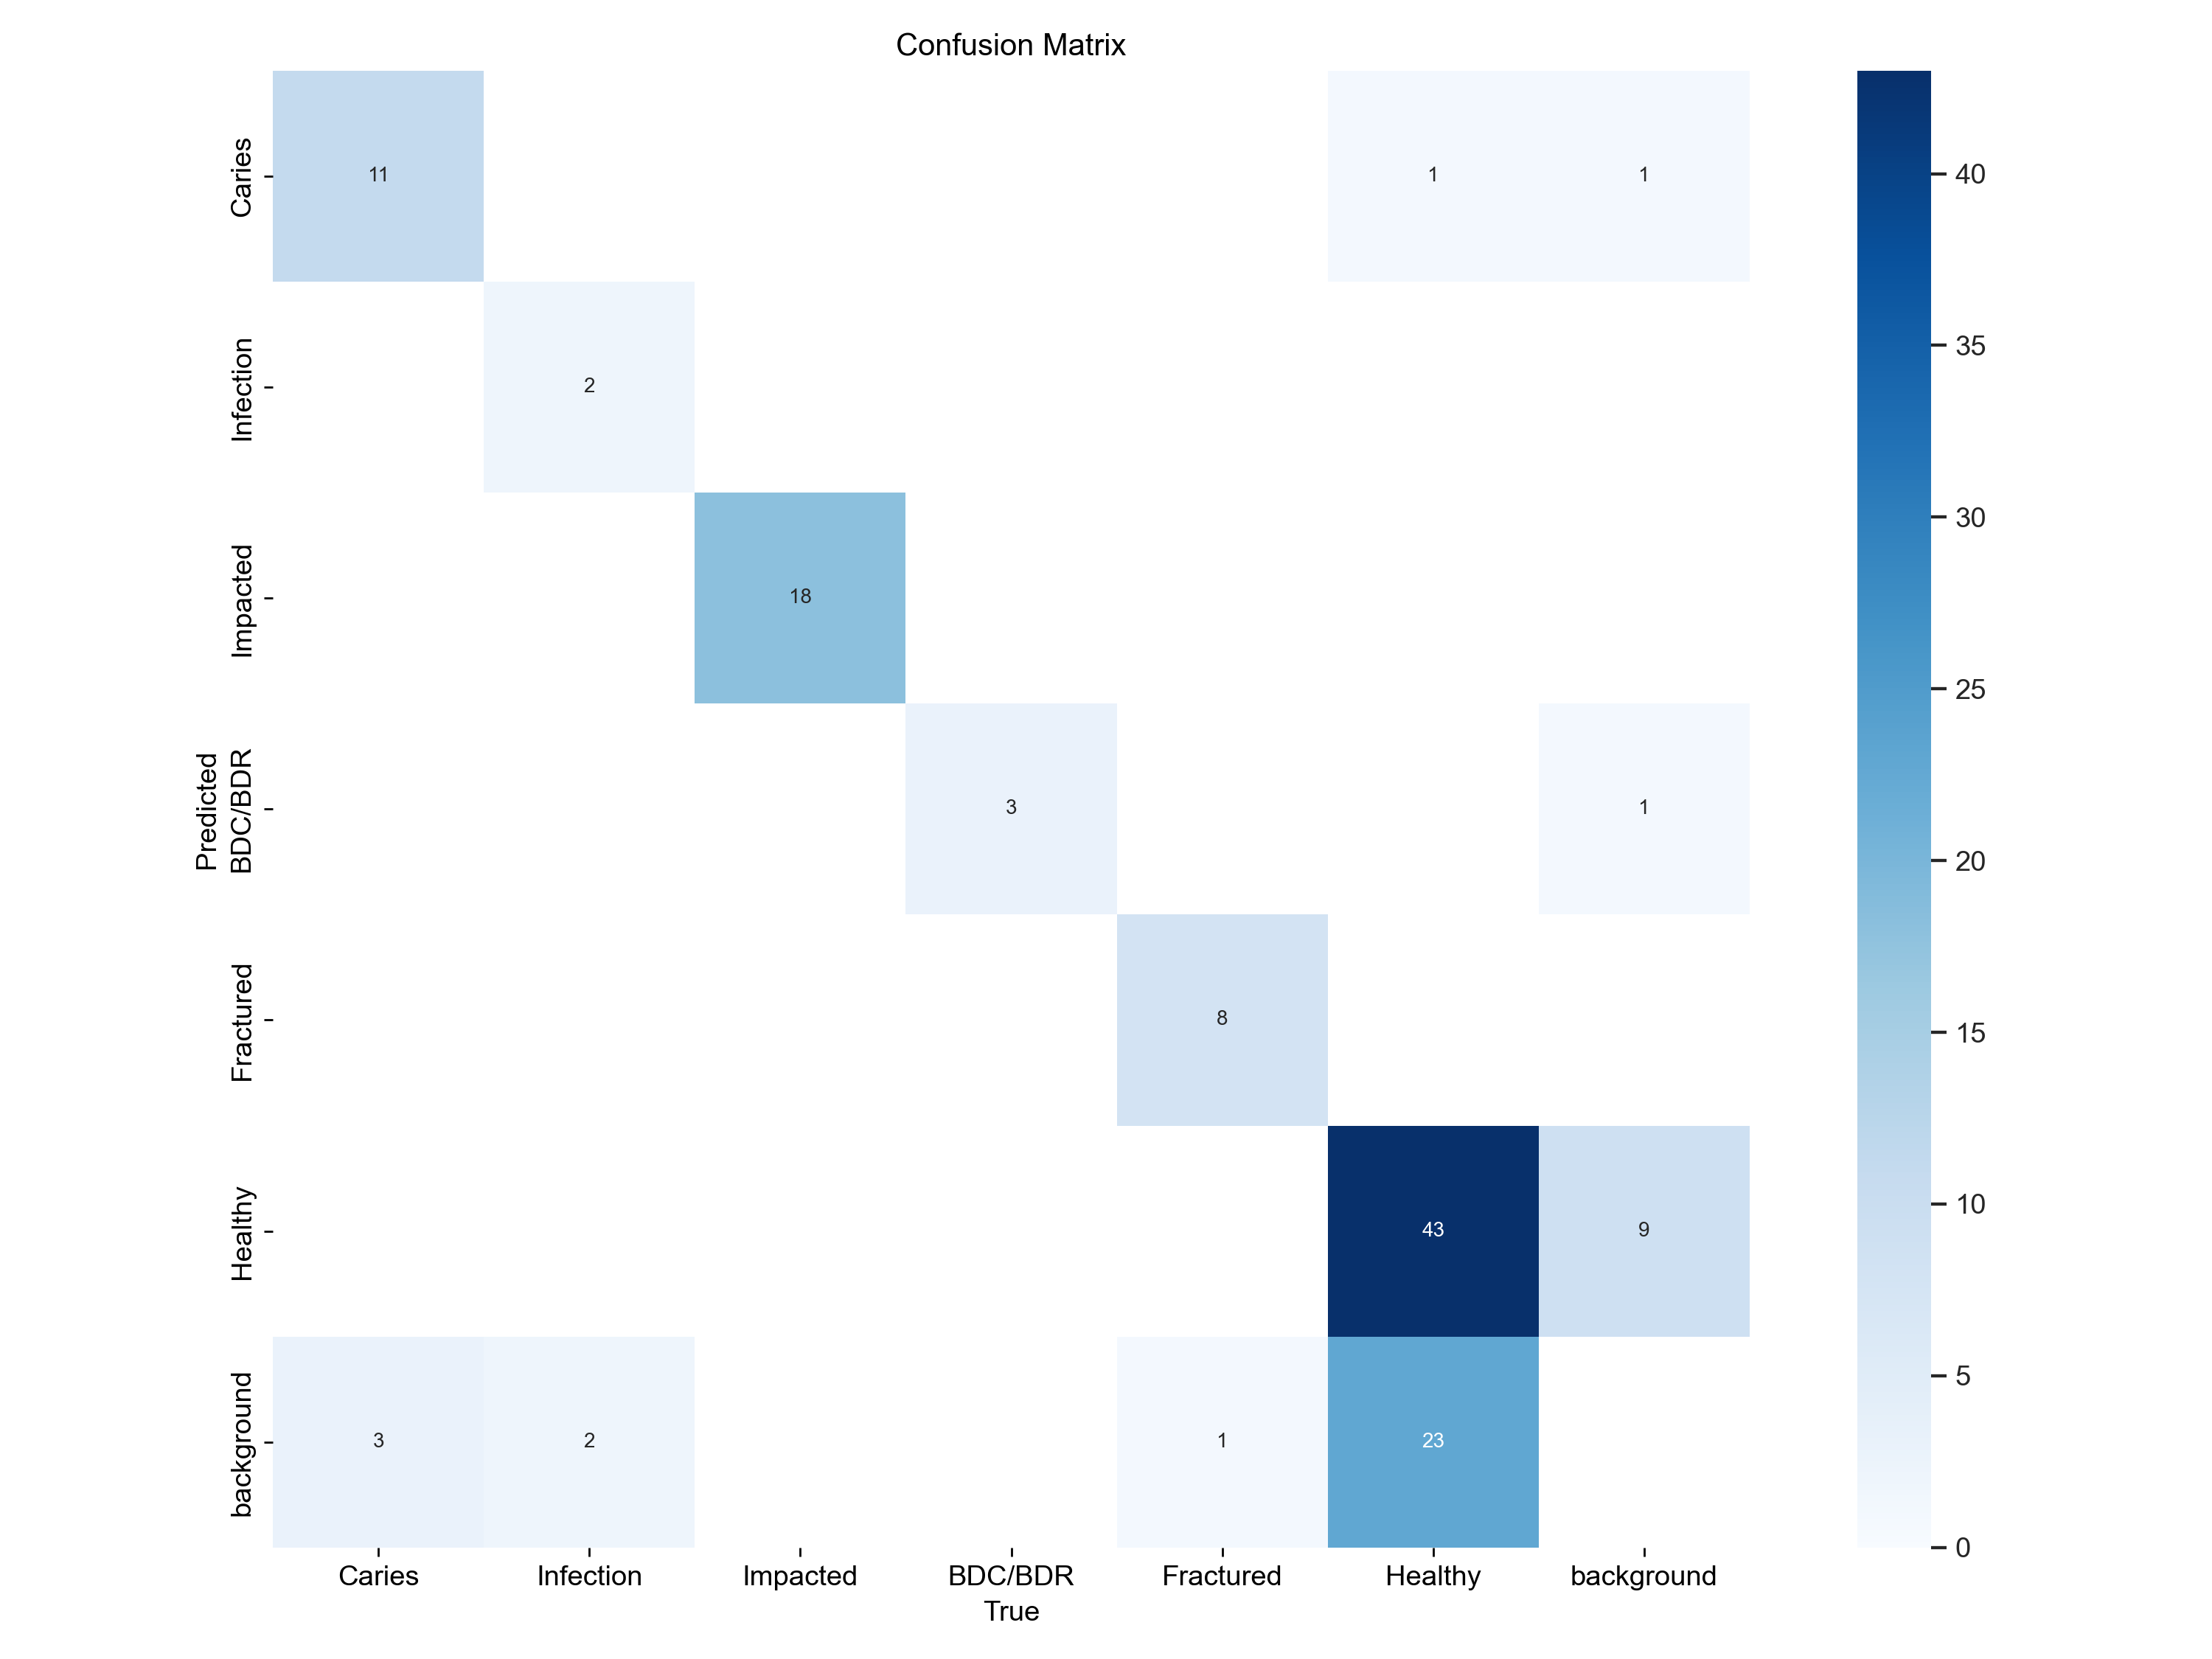 Confusion Matrix
Predicted
Caries
11
1
1
Infection
2
Impacted
18
BDC/BDR
3
1
Fractured
8
Healthy
43
9
background
3
2
1
23
Caries
Infection
Impacted
BDC/BDR
Fractured
Healthy
background
True
40
35
30
25
20
15
10
5
0